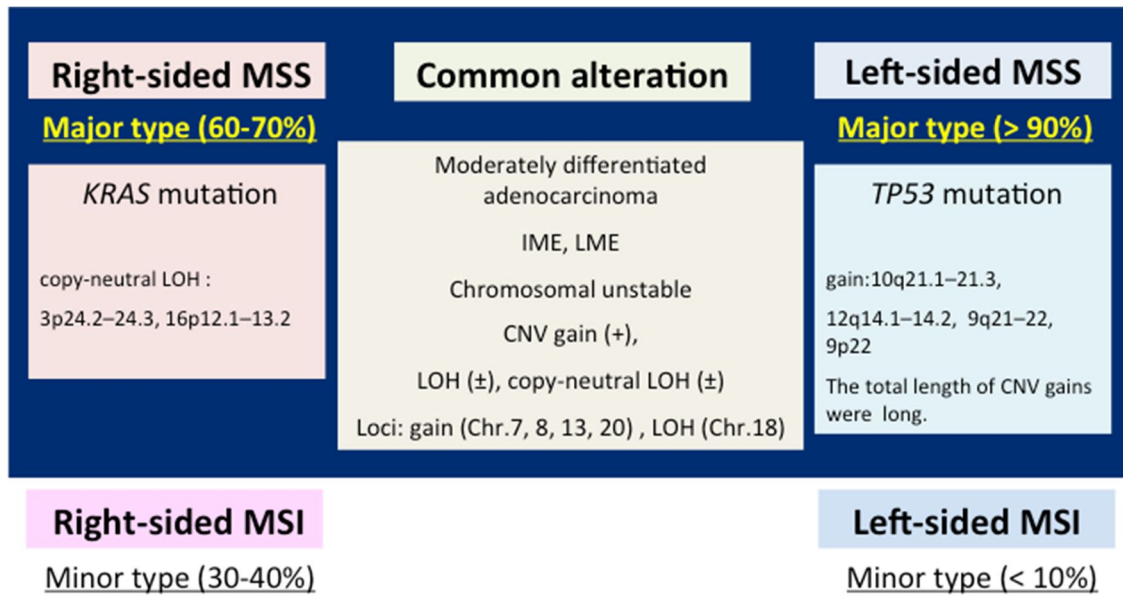 Right-sided MSS
Major type (60-70%)
KRAS mutation
copy-neutral LOH :
3p24.2–24.3, 16p12.1–13.2
Common alteration
Moderately differentiated
adenocarcinoma
IME, LME
Chromosomal unstable
CNV gain (+),
LOH (±), copy-neutral LOH (±)
Loci: gain (Chr.7, 8, 13, 20) , LOH (Chr.18)
Left-sided MSS
Major type (> 90%)
TP53 mutation
gain:10q21.1–21.3,
12q14.1–14.2, 9q21–22,
9p22
The total length of CNV gains
were long.
Right-sided MSI
Minor type (30-40%)
Left-sided MSI
Minor type (< 10%)